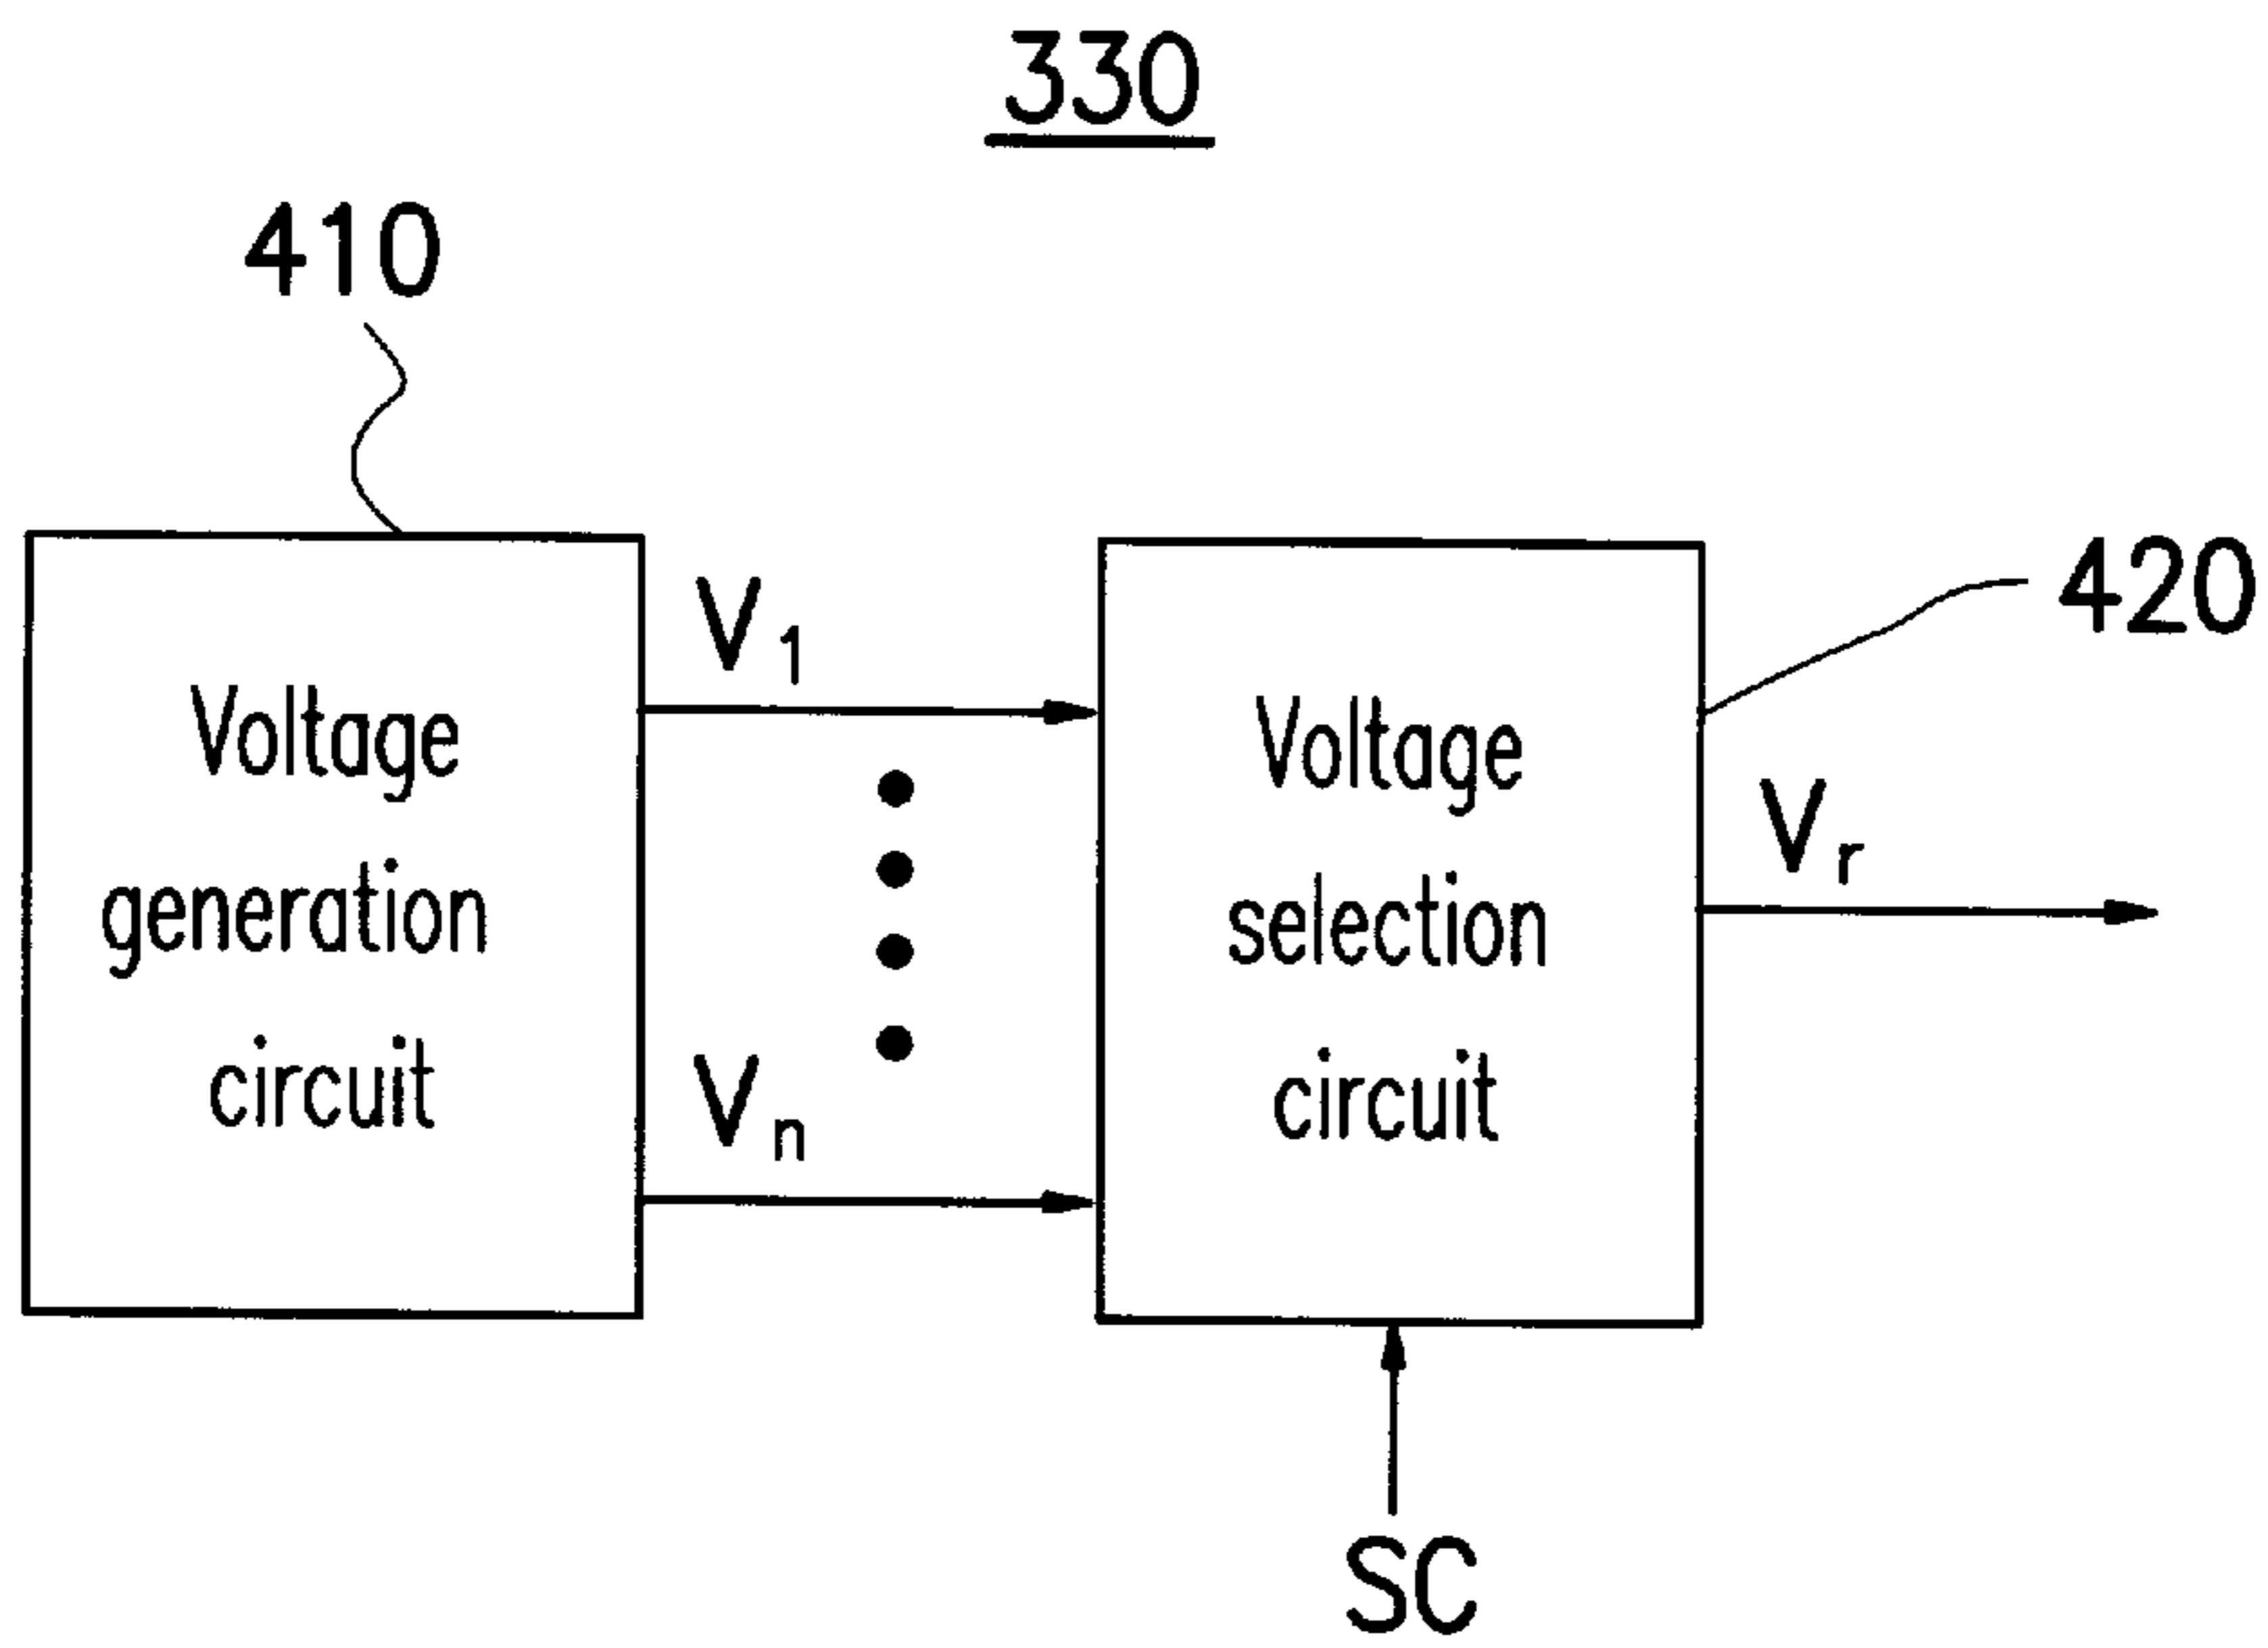 330
410
420
Voltage
generation
circuit
V1
Vn
Voltage
selection
circuit
Vr
SC